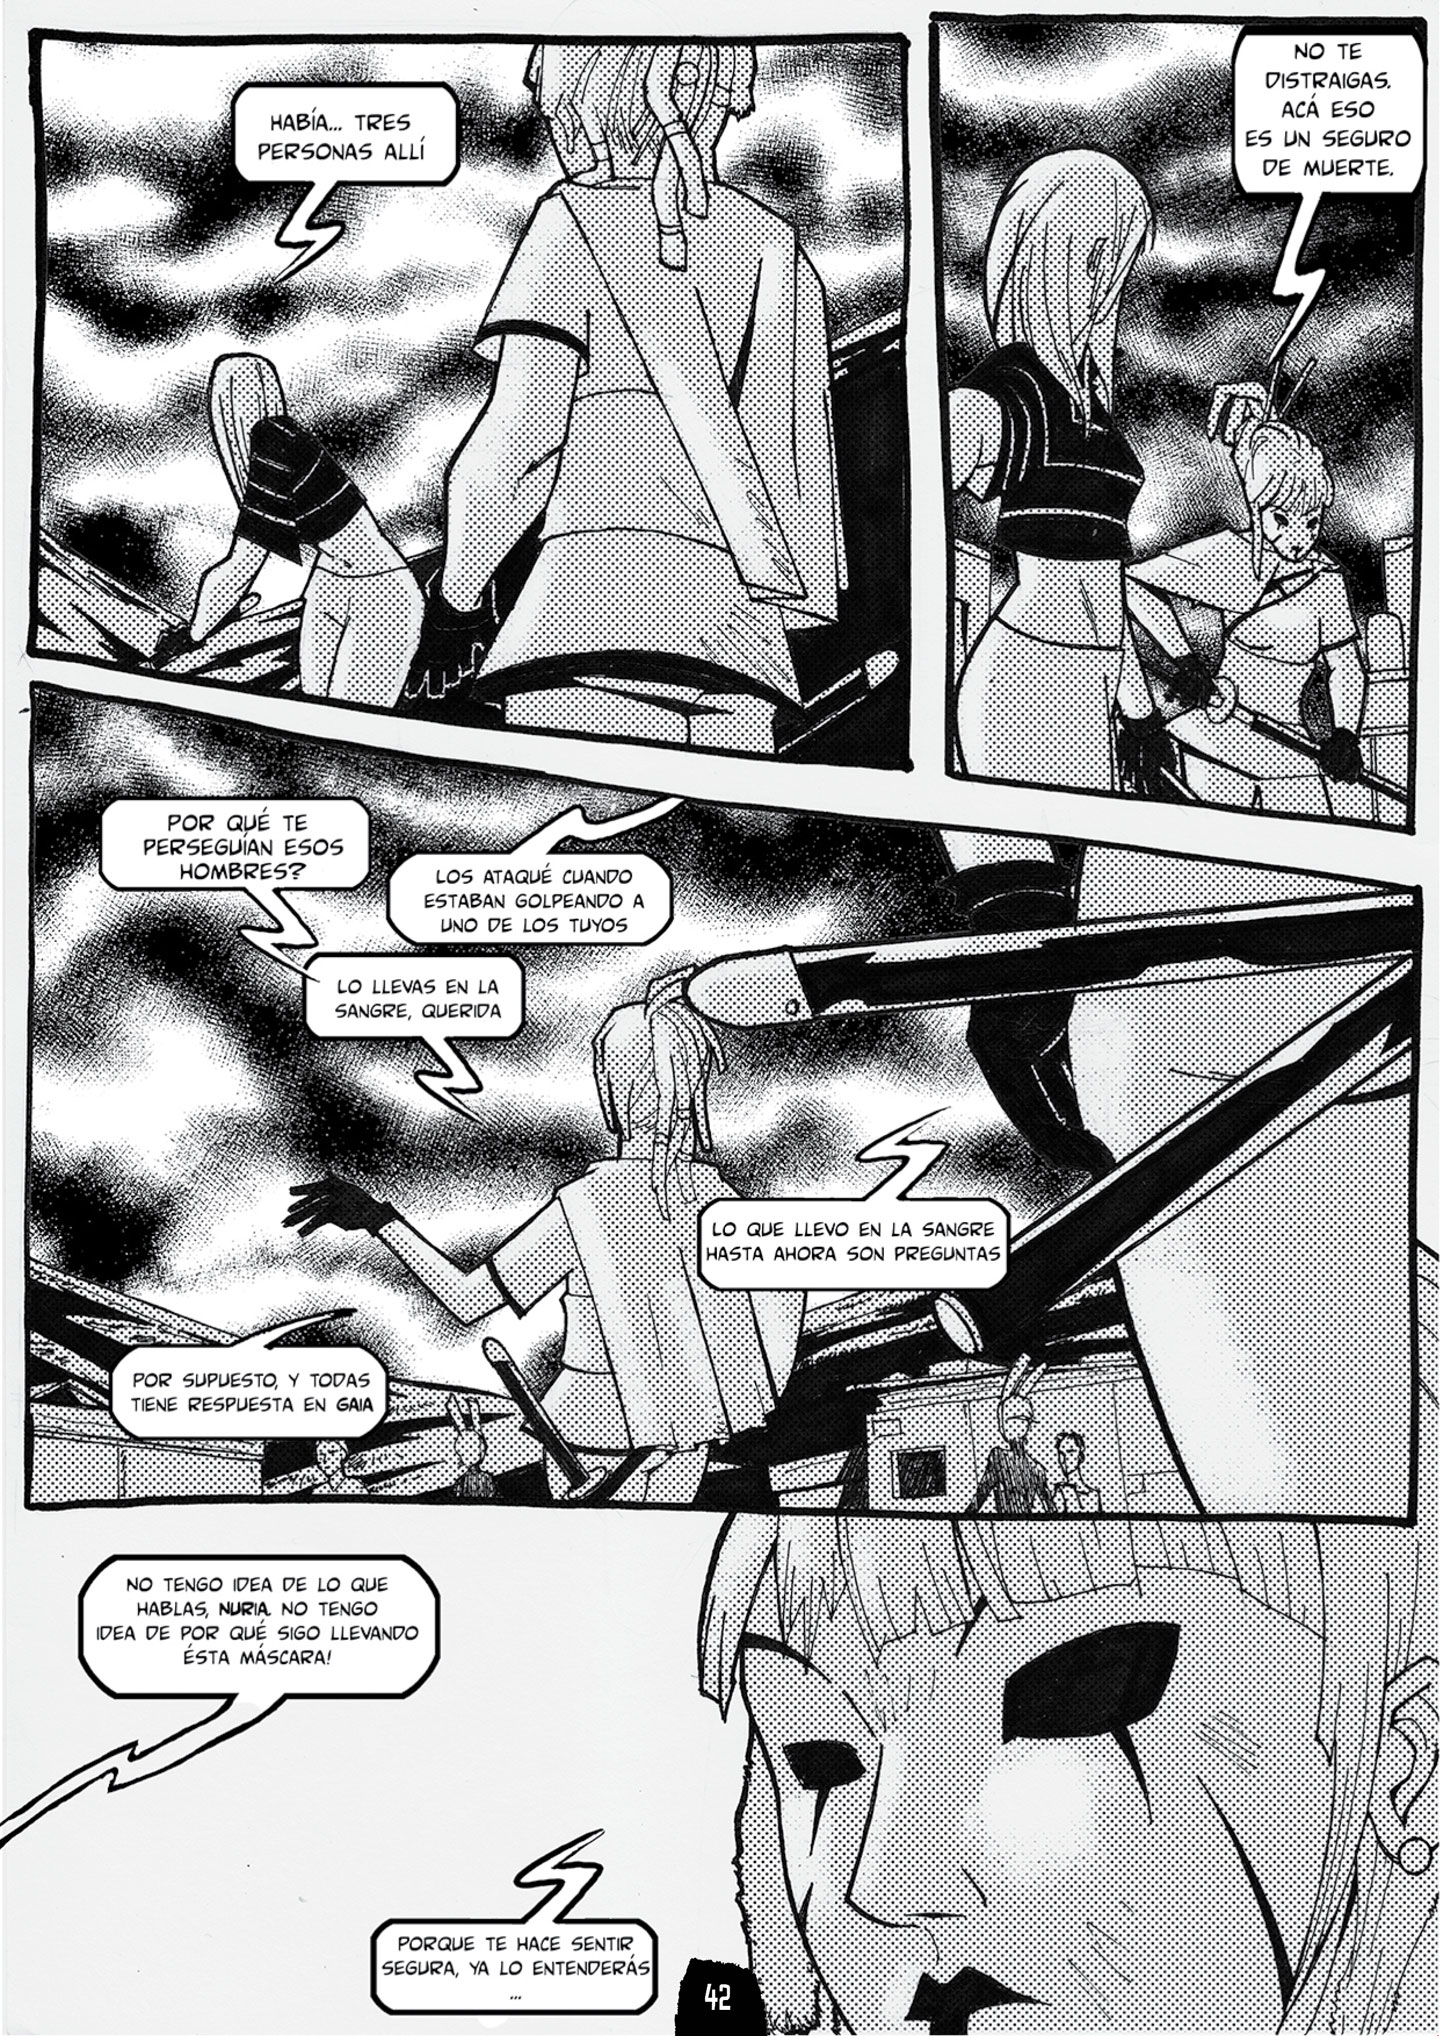 HABÍA... TRES
PERSONAS ALLÍ
NO TE
DISTRAIGAS.
ACÁ ESO
ES UN SEGURO
DE MUERTE.
POR QUÉ TE
PERSEGUÍAN ESOS
HOMBRES?
LOS ATAQUÉ CUANDO
ESTABAN GOLPEANDO A
UNO DE LOS TUYOS
LO LLEVAS EN LA
SANGRE, QUERIDA
LO QUE LLEVO EN LA SANGRE
HASTA AHORA SON PREGUNTAS
POR SUPUESTO, Y TODAS
TIENE RESPUESTA EN GAIA
NO TENGO IDEA DE LO QUE
HABLAS, NURIA. NO TENGO
IDEA DE POR QUÉ SIGO LLEVANDO
ÉSTA MÁSCARA!
PORQUE TE HACE SENTIR
SEGURA, YA LO ENTENDERÁS
...
42